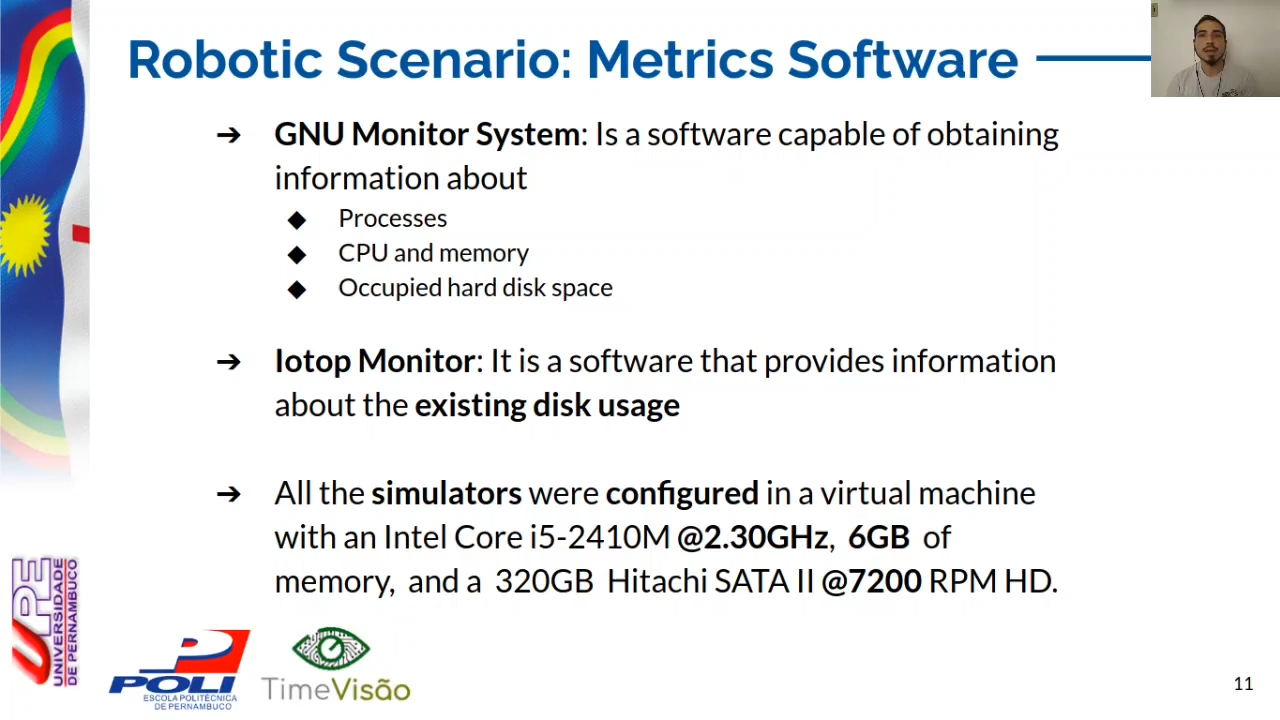 Robotic Scenario: Metrics Software
➔ GNU Monitor System: Is a software capable of obtaining
information about
◆ Processes
◆ CPU and memory
◆ Occupied hard disk space
➔ Iotop Monitor: It is a software that provides information
about the existing disk usage
➔ All the simulators were configured in a virtual machine
with an Intel Core i5-2410M @2.30GHz, 6GB of
memory, and a 320GB Hitachi SATA II @7200 RPM HD.
UPE
UNIVERSIDADE
DE PERNAMBUCO
POLI
ESCOLA POLITÉCNICA
DE PERNAMBUCO
TimeVisão
11